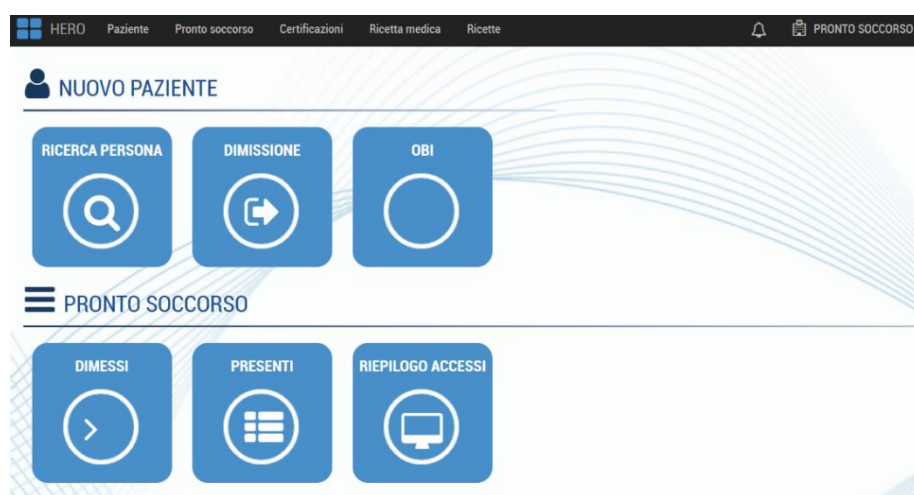 HERO Paziente Pronto soccorso Certificazioni Ricetta medica Ricette PRONTO SOCCORSO
NUOVO PAZIENTE
RICERCA PERSONA DIMISSIONE OBI
PRONTO SOCCORSO
DIMESSI PRESENTI RIEPILOGO ACCESSI